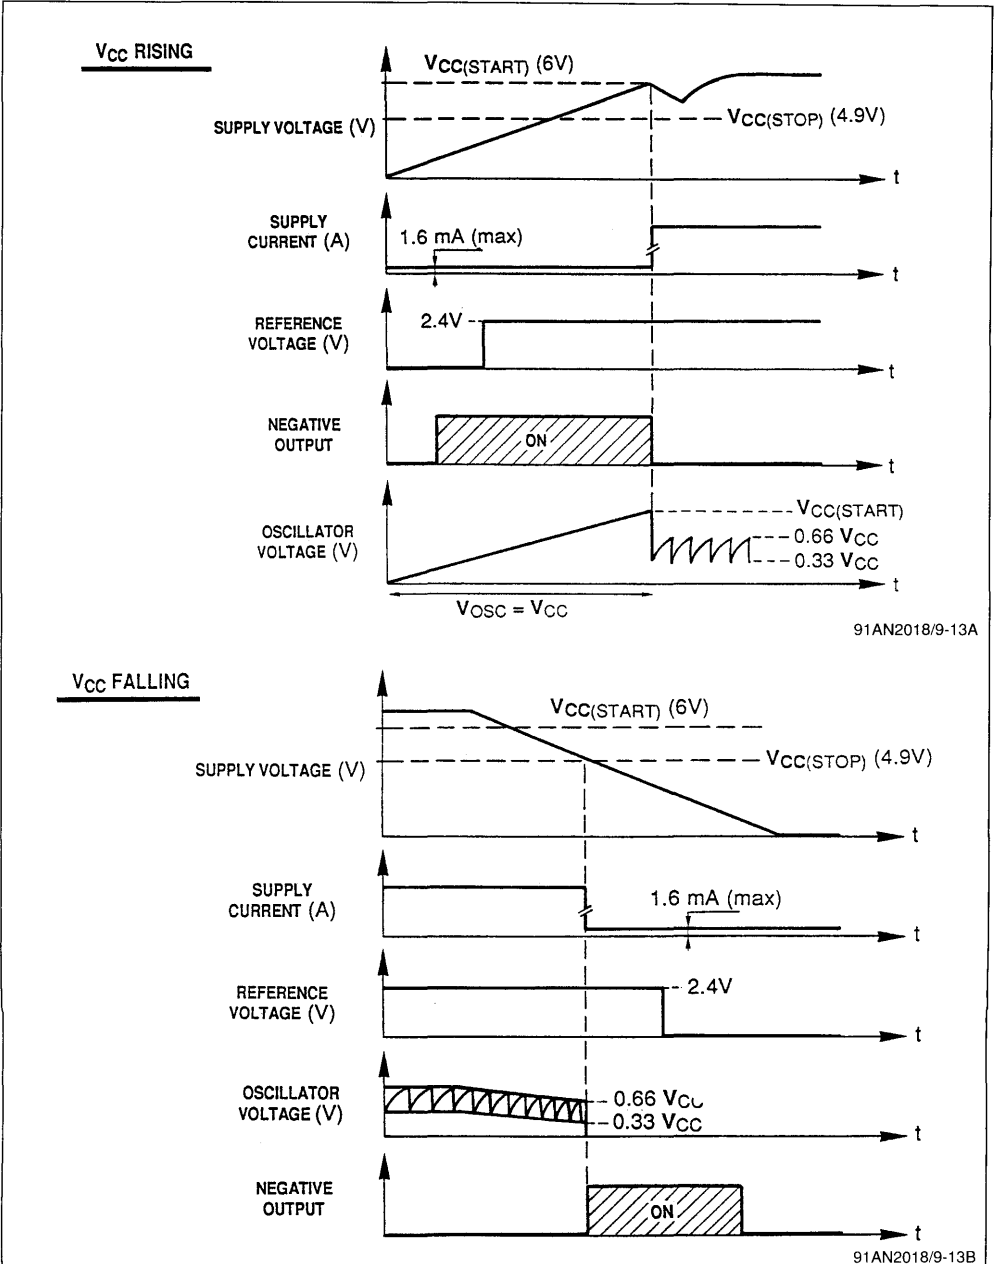 VCC RISING
VCC(START) (6V)
SUPPLY VOLTAGE (V)
VCC(STOP) (4.9V)
t
SUPPLY
CURRENT (A)
1.6 mA (max)
t
REFERENCE
VOLTAGE (V)
2.4V
t
NEGATIVE
OUTPUT
ON
t
OSCILLATOR
VOLTAGE (V)
VCC(START)
0.66 VCC
0.33 VCC
t
VOSC = VCC
91AN2018/9-13A
VCC FALLING
VCC(START) (6V)
SUPPLY VOLTAGE (V)
VCC(STOP) (4.9V)
t
SUPPLY
CURRENT (A)
1.6 mA (max)
t
REFERENCE
VOLTAGE (V)
2.4V
t
OSCILLATOR
VOLTAGE (V)
0.66 VCC
0.33 VCC
t
NEGATIVE
OUTPUT
ON
t
91AN2018/9-13B